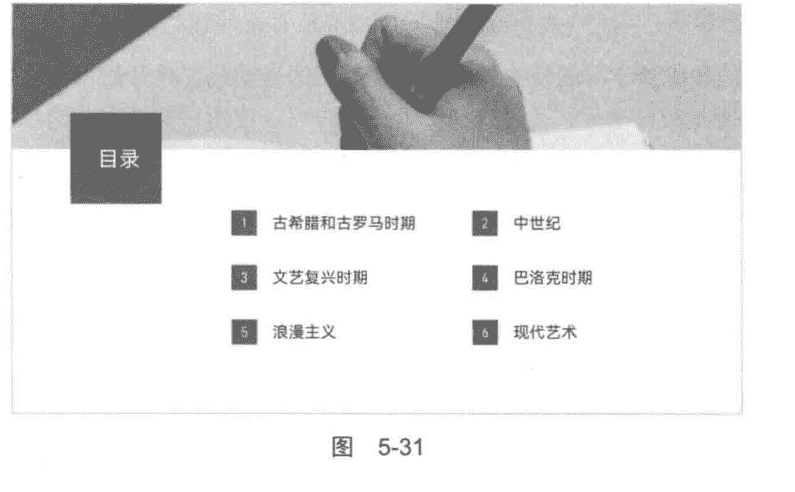 目录
1 古希腊和古罗马时期 2 中世纪
3 文艺复兴时期 4 巴洛克时期
5 浪漫主义 6 现代艺术
图 5-31